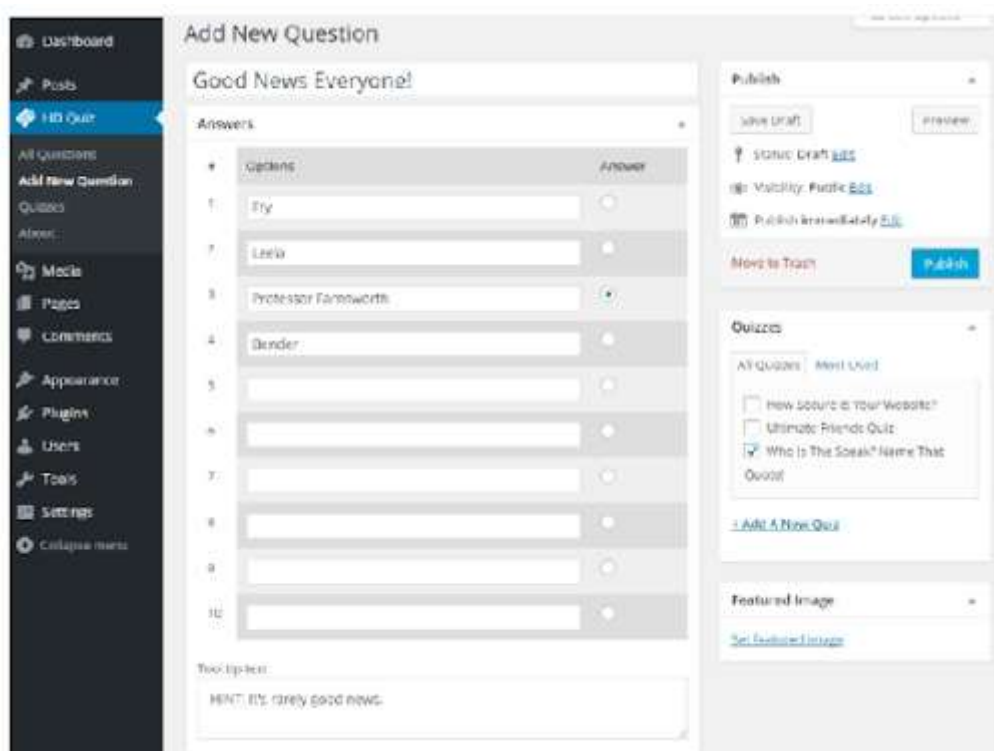 Dashboard
Posts
HD Quiz
All Questions
Add New Question
Quizzes
About
Media
Pages
Comments
Appearance
Plugins
Users
Tools
Settings
Collapse menu
Add New Question
Good News Everyone!
Answers
# Options Answer
1 Fry
2 Leela
3 Professor Farnsworth
4 Bender
5
6
7
8
9
10
Tool tip text
HINT: It's rarely good news.
Publish
Save Draft Preview
Status: Draft Edit
Visibility: Public Edit
Publish immediately Edit
Move to Trash Publish
Quizzes
All Quizzes Most Used
How Secure is Your Website?
Ultimate Friends Quiz
Who Is The Speak? Name That
Quote!
+ Add A New Quiz
Featured Image
Set featured image